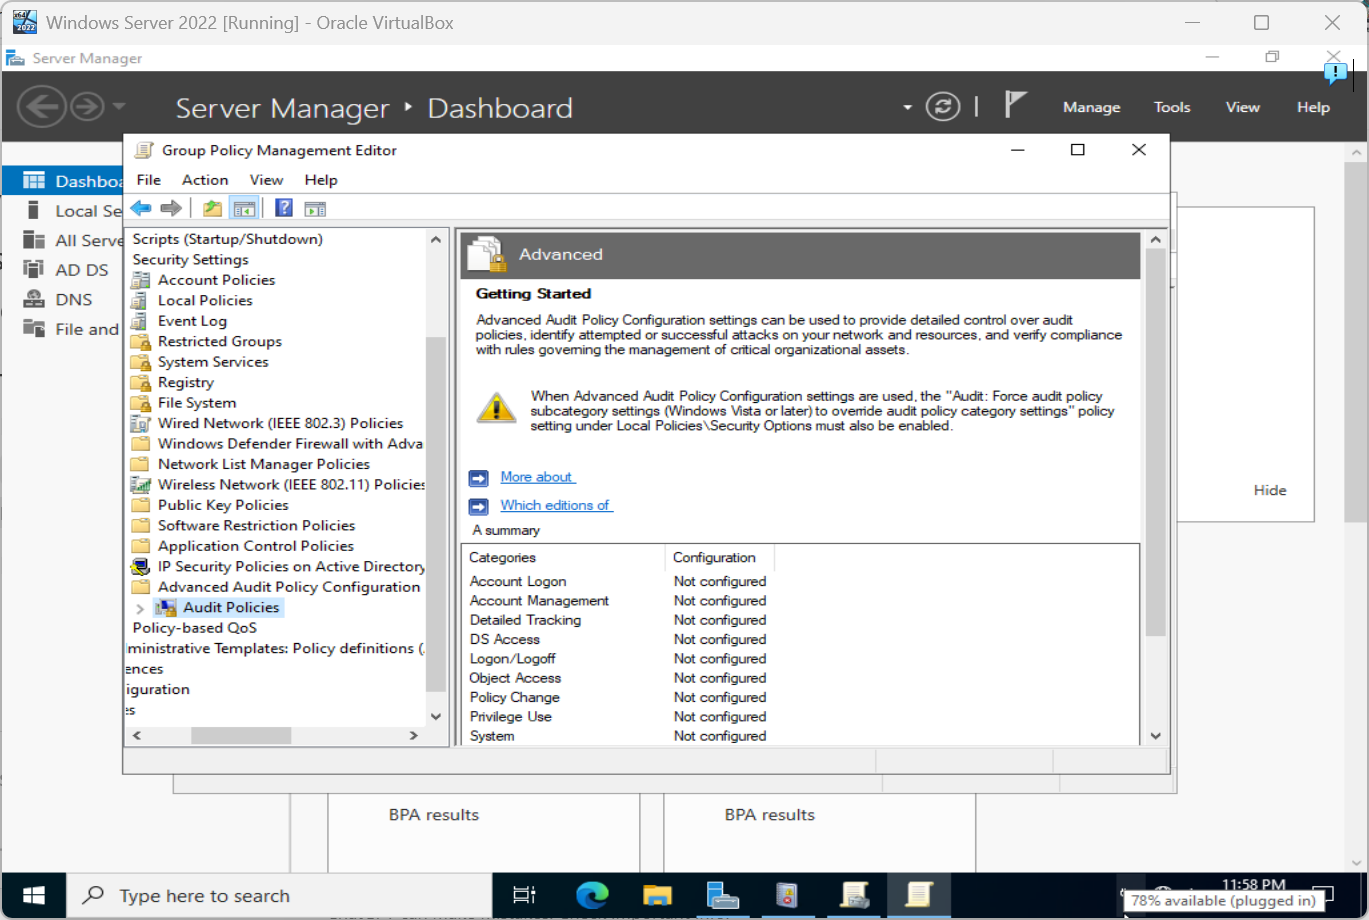 Windows Server 2022 [Running] - Oracle VirtualBox
Server Manager
Server Manager
Dashboard
Manage
Tools
View
Help
Group Policy Management Editor
File
Action
View
Help
Dashboa
Local Se
All Serve
AD DS
DNS
File and
Scripts (Startup/Shutdown)
Security Settings
Account Policies
Local Policies
Event Log
Restricted Groups
System Services
Registry
File System
Wired Network (IEEE 802.3) Policies
Windows Defender Firewall with Adva
Network List Manager Policies
Wireless Network (IEEE 802.11) Policies
Public Key Policies
Software Restriction Policies
Application Control Policies
IP Security Policies on Active Directory
Advanced Audit Policy Configuration
Audit Policies
Policy-based QoS
ministrative Templates: Policy definitions (
ences
iguration
es
Advanced
Getting Started
Advanced Audit Policy Configuration settings can be used to provide detailed control over audit
policies, identify attempted or successful attacks on your network and resources, and verify compliance
with rules governing the management of critical organizational assets.
When Advanced Audit Policy Configuration settings are used, the "Audit: Force audit policy
subcategory settings (Windows Vista or later) to override audit policy category settings" policy
setting under Local Policies\Security Options must also be enabled.
More about
Which editions of
A summary
Categories Configuration
Account Logon Not configured
Account Management Not configured
Detailed Tracking Not configured
DS Access Not configured
Logon/Logoff Not configured
Object Access Not configured
Policy Change Not configured
Privilege Use Not configured
System Not configured
Hide
BPA results
BPA results
Type here to search
11:58 PM
78% available (plugged in)